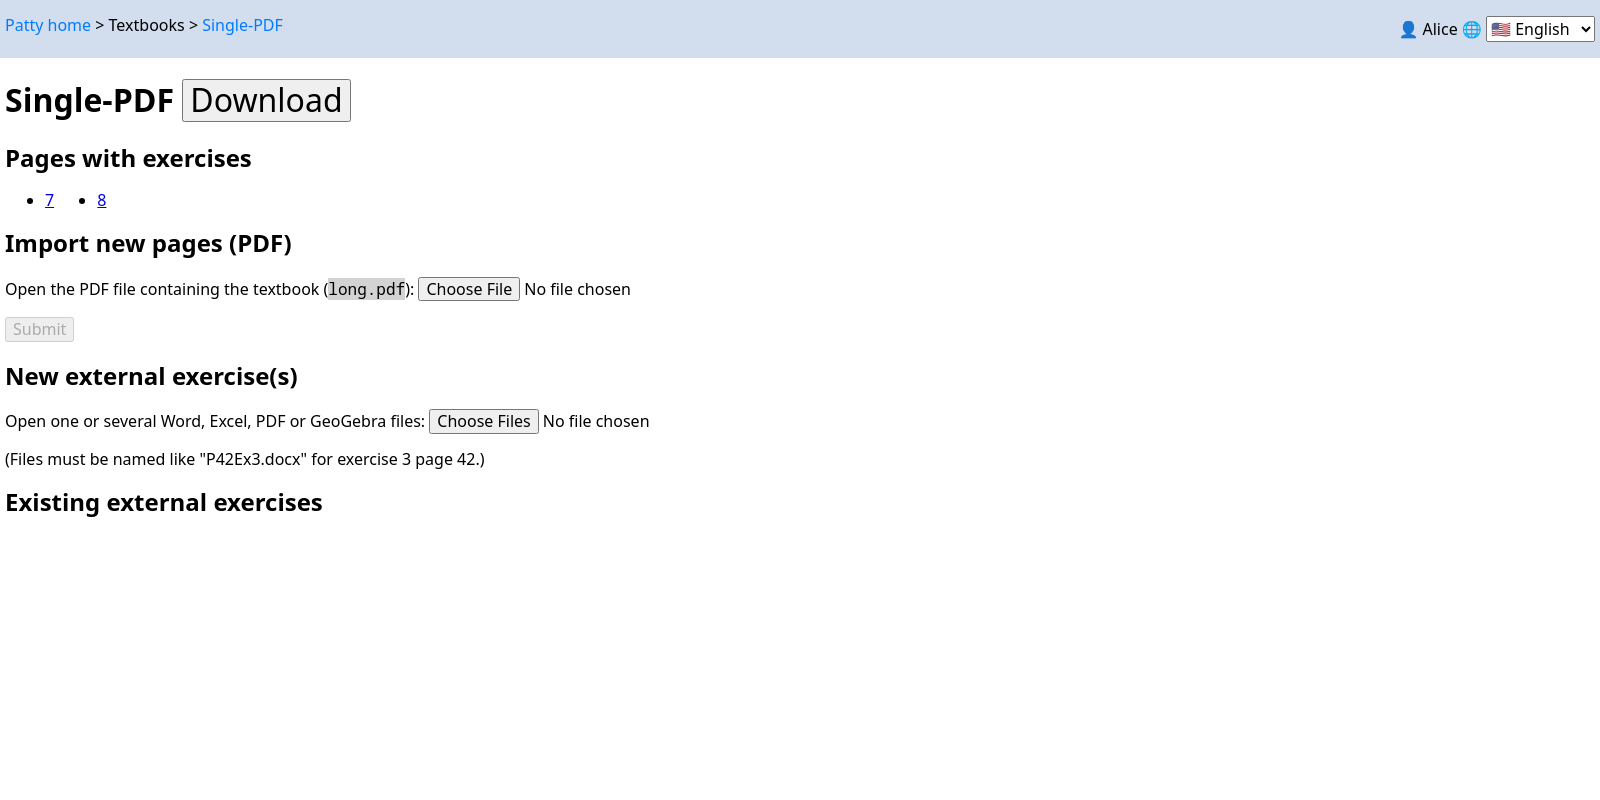 Patty home > Textbooks > Single-PDF
Alice English
Single-PDF Download
Pages with exercises
7 8
Import new pages (PDF)
Open the PDF file containing the textbook (long.pdf): Choose File No file chosen
Submit
New external exercise(s)
Open one or several Word, Excel, PDF or GeoGebra files: Choose Files No file chosen
(Files must be named like "P42Ex3.docx" for exercise 3 page 42.)
Existing external exercises